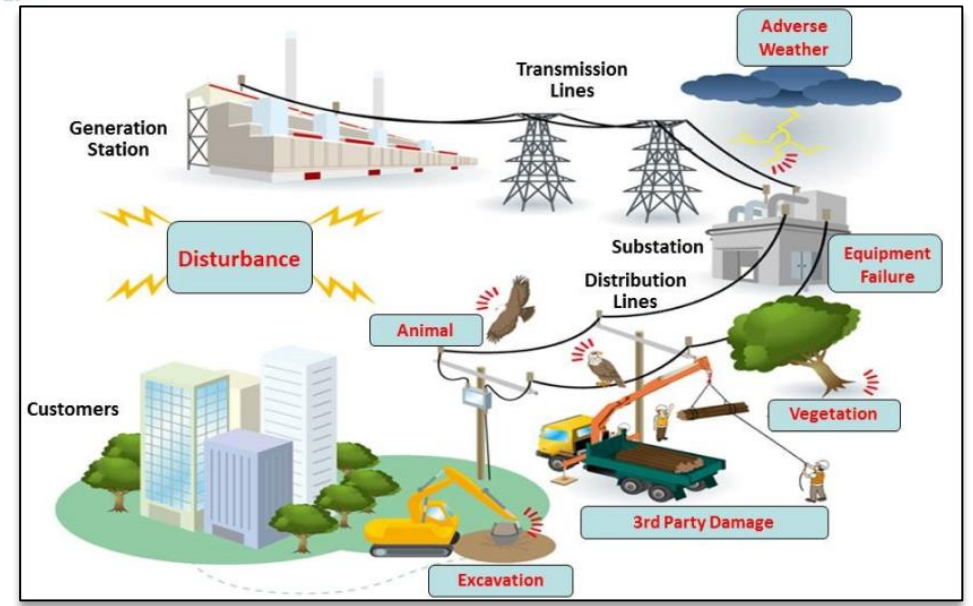 Adverse
Weather
Transmission
Lines
Generation
Station
Substation
Equipment
Failure
Disturbance
Distribution
Lines
Animal
Customers
Vegetation
3rd Party Damage
Excavation